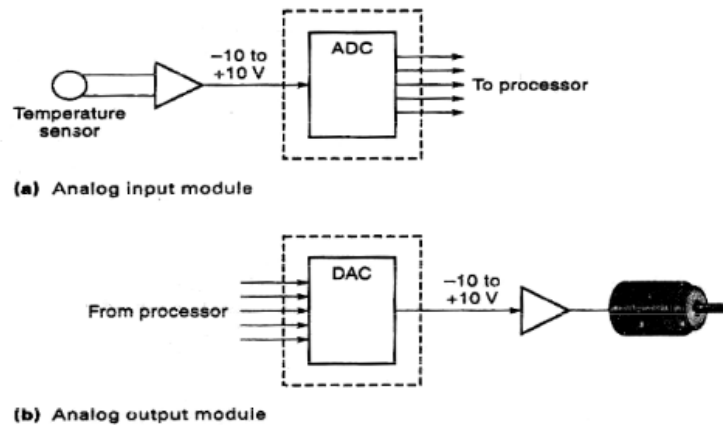 ADC
−10 to
+10 V
To processor
Temperature
sensor
(a) Analog input module
DAC
−10 to
+10 V
From processor
(b) Analog output module